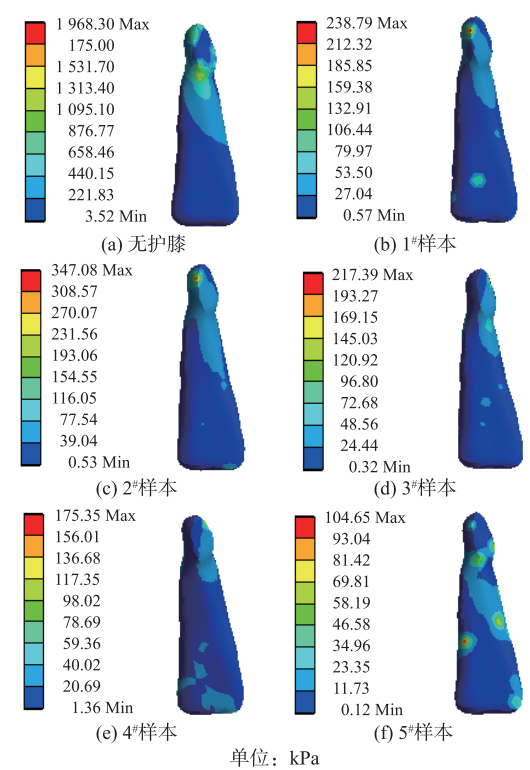 1 968.30 Max
175.00
1 531.70
1 313.40
1 095.10
876.77
658.46
440.15
221.83
3.52 Min
(a) 无护膝
238.79 Max
212.32
185.85
159.38
132.91
106.44
79.97
53.50
27.04
0.57 Min
(b) 1#样本
347.08 Max
308.57
270.07
231.56
193.06
154.55
116.05
77.54
39.04
0.53 Min
(c) 2#样本
217.39 Max
193.27
169.15
145.03
120.92
96.80
72.68
48.56
24.44
0.32 Min
(d) 3#样本
175.35 Max
156.01
136.68
117.35
98.02
78.69
59.36
40.02
20.69
1.36 Min
(e) 4#样本
104.65 Max
93.04
81.42
69.81
58.19
46.58
34.96
23.35
11.73
0.12 Min
(f) 5#样本
单位：kPa